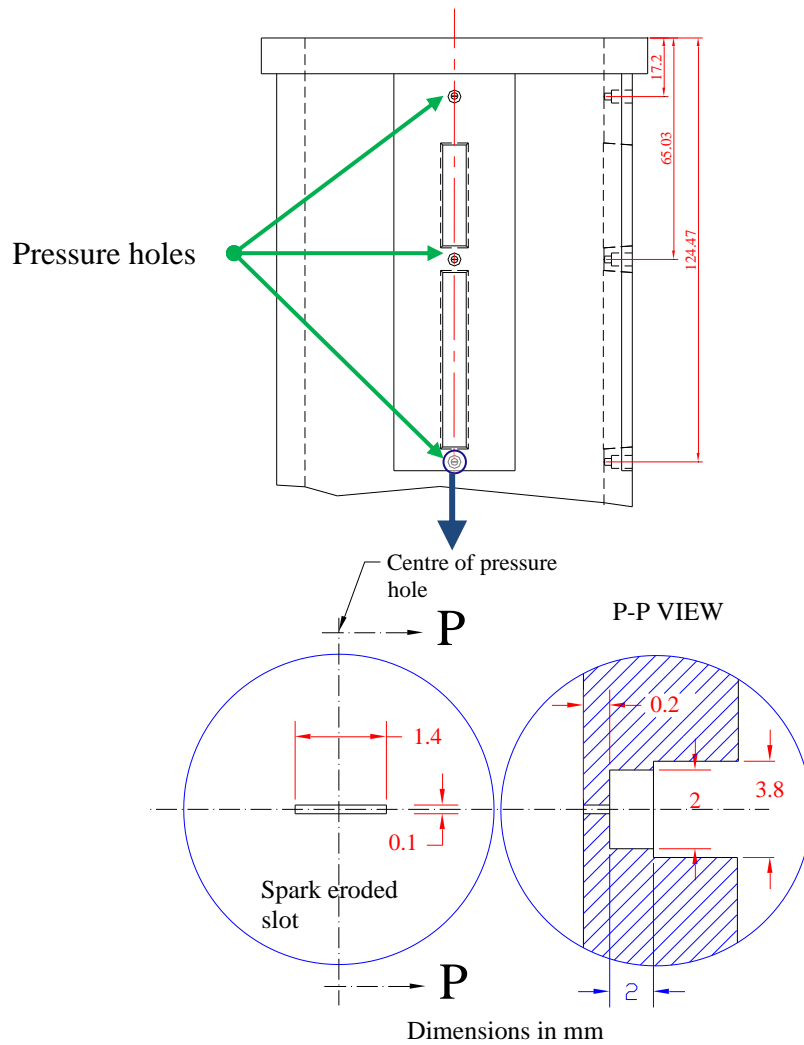 17.2
65.03
124.47
Pressure holes
Centre of pressure
hole
P-P VIEW
P
0.2
1.4
2
3.8
0.1
Spark eroded
slot
P
2
Dimensions in mm